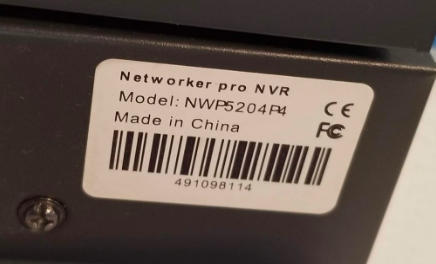 Networker pro NVR
Model: NWP5204P4
Made in China
CE
FC
491098114